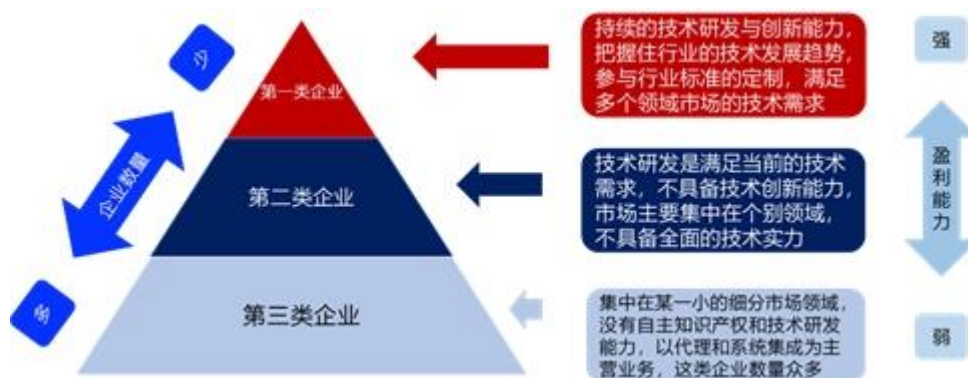 少
企业数量
多
第一类企业
第二类企业
第三类企业
持续的技术研发与创新能力，
把握住行业的技术发展趋势，
参与行业标准的定制，满足
多个领域市场的技术需求
技术研发是满足当前的技术
需求，不具备技术创新能力，
市场主要集中在个别领域，
不具备全面的技术实力
集中在某一小的细分市场领域，
没有自主知识产权和技术研发
能力，以代理和系统集成为主
营业务，这类企业数量众多
强
盈利能力
弱